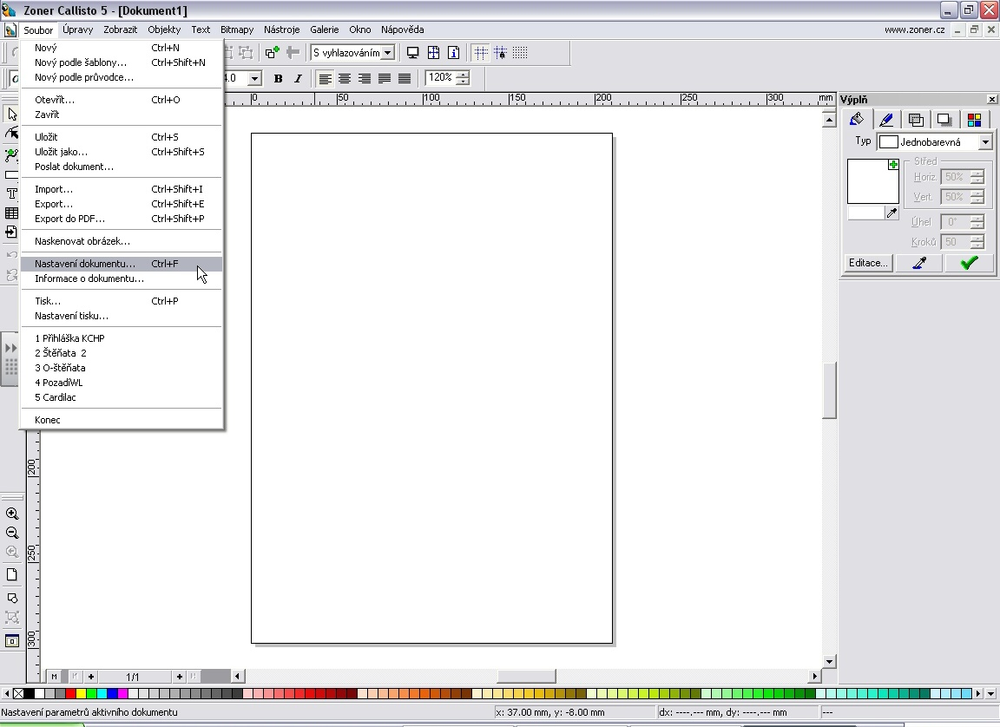 Zoner Callisto 5 - [Dokument1]
Soubor Úpravy Zobrazit Objekty Text Bitmapy Nástroje Galerie Okno Nápověda www.zoner.cz
Nový Ctrl+N
Nový podle šablony... Ctrl+Shift+N
Nový podle průvodce...
Otevřít... Ctrl+O
Zavřít
Uložit Ctrl+S
Uložit jako... Ctrl+Shift+S
Poslat dokument...
Import... Ctrl+Shift+I
Export... Ctrl+Shift+E
Export do PDF... Ctrl+Shift+P
Naskenovat obrázek...
Nastavení dokumentu... Ctrl+F
Informace o dokumentu...
Tisk... Ctrl+P
Nastavení tisku...
1 Přihláška KCHP
2 Štěňata 2
3 O-štěňata
4 PozadíWL
5 Cardilac
Konec
S vyhlazováním
4.0 B I 120%
0 50 100 150 200 250 300 mm
200
250
300
Výplň
Typ Jednobarevná
Střed
Horiz. 50%
Vert. 50%
Úhel 0°
Kroků 50
Editace...
M 1/1
Nastavení parametrů aktivního dokumentu x: 37.00 mm, y: -8.00 mm dx: ----.--- mm, dy: ----.--- mm ---